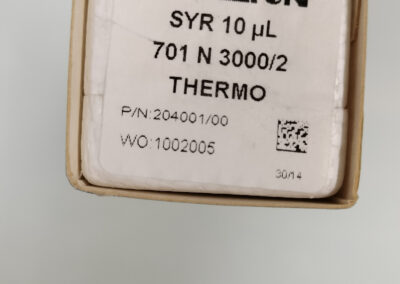 SYR 10 µL
701 N 3000/2
THERMO
P/N:204001/00
WO:1002005
30/14